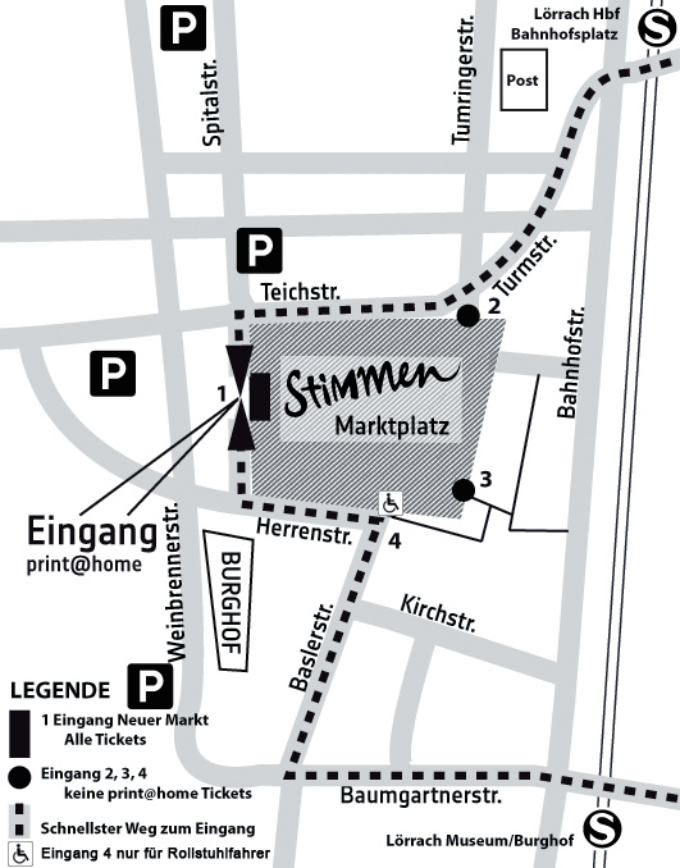 Lörrach Hbf
Bahnhofsplatz
S
P
Spitalstr.
Tumringerstr.
Post
P
Teichstr.
Turmstr.
2
P
1
Stimmen
Marktplatz
Bahnhofstr.
3
Eingang
print@home
Herrenstr.
4
Weinbrennerstr.
BURGHOF
Baslerstr.
Kirchstr.
P
LEGENDE
1 Eingang Neuer Markt
Alle Tickets
Eingang 2, 3, 4
keine print@home Tickets
Schnellster Weg zum Eingang
Eingang 4 nur für Rollstuhlfahrer
Baumgartnerstr.
Lörrach Museum/Burghof
S